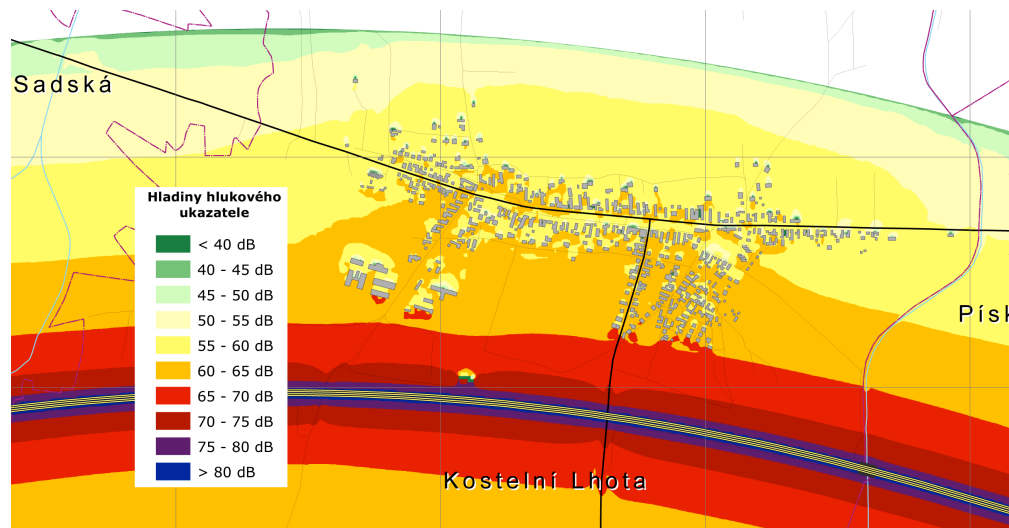 Sadská
Hladiny hlukového
ukazatele
< 40 dB
40 - 45 dB
45 - 50 dB
50 - 55 dB
55 - 60 dB
60 - 65 dB
65 - 70 dB
70 - 75 dB
75 - 80 dB
> 80 dB
Písk
Kostelní Lhota